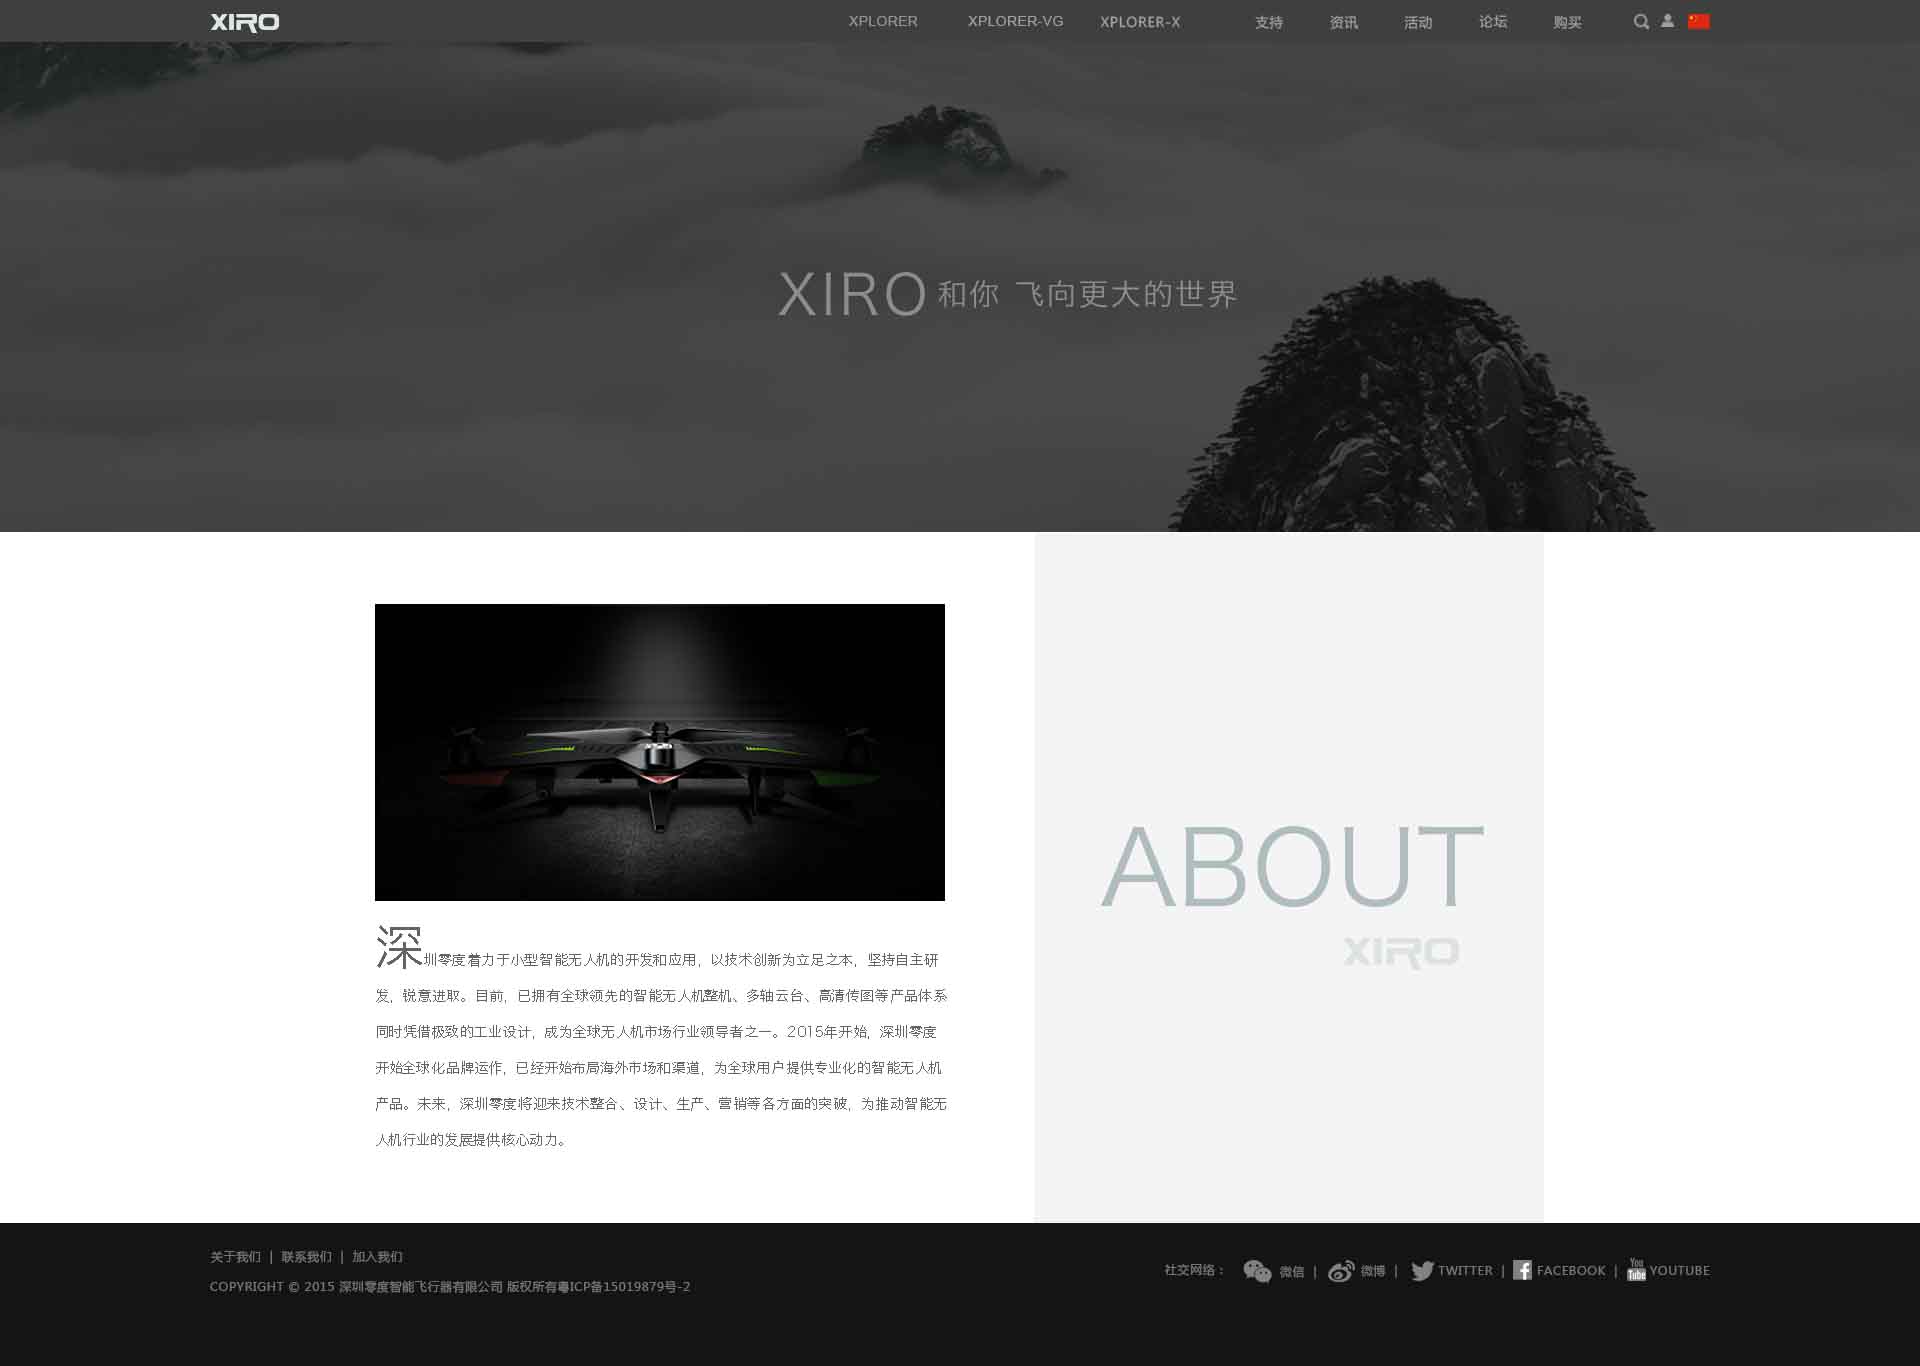 XIRO
XPLORER XPLORER-VG XPLORER-X 支持 资讯 活动 论坛 购买
XIRO 和你 飞向更大的世界
深圳零度着力于小型智能无人机的开发和应用，以技术创新为立足之本，坚持自主研
发，锐意进取。目前，已拥有全球领先的智能无人机整机、多轴云台、高清传图等产品体系
同时凭借极致的工业设计，成为全球无人机市场行业领导者之一。2015年开始，深圳零度
开始全球化品牌运作，已经开始布局海外市场和渠道，为全球用户提供专业化的智能无人机
产品。未来，深圳零度将迎来技术整合、设计、生产、营销等各方面的突破，为推动智能无
人机行业的发展提供核心动力。
ABOUT
XIRO
关于我们 | 联系我们 | 加入我们
COPYRIGHT © 2015 深圳零度智能飞行器有限公司 版权所有粤ICP备15019879号-2
社交网络： 微信 | 微博 | TWITTER | FACEBOOK | You Tube YOUTUBE